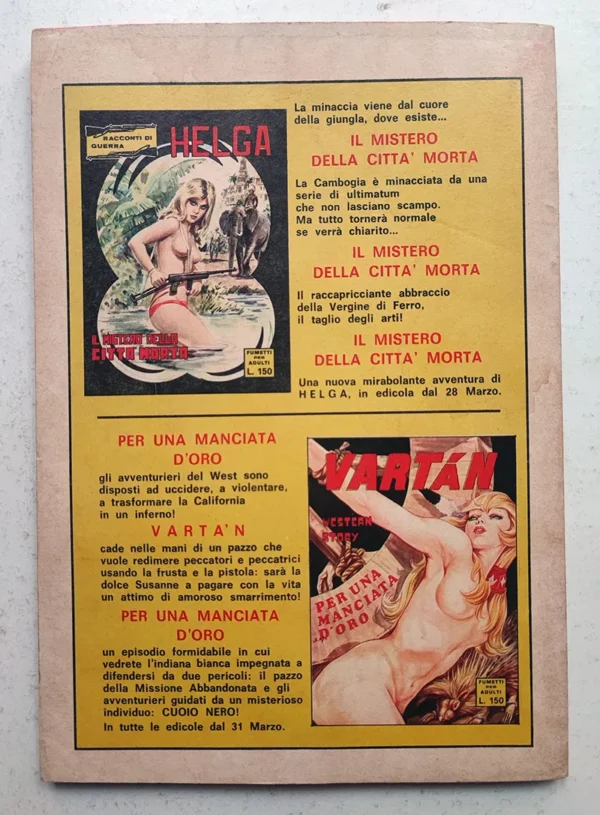 RACCONTI DI
GUERRA
HELGA
IL MISTERO DELLA
CITTÀ MORTA
FUMETTI
PER
ADULTI
L. 150
La minaccia viene dal cuore
della giungla, dove esiste...
IL MISTERO
DELLA CITTA' MORTA
La Cambogia è minacciata da una
serie di ultimatum
che non lasciano scampo.
Ma tutto tornerà normale
se verrà chiarito...
IL MISTERO
DELLA CITTA' MORTA
Il raccapricciante abbraccio
della Vergine di Ferro,
il taglio degli arti!
IL MISTERO
DELLA CITTA' MORTA
Una nuova mirabolante avventura di
HELGA, in edicola dal 28 Marzo.
PER UNA MANCIATA
D'ORO
gli avventurieri del West sono
disposti ad uccidere, a violentare,
a trasformare la California
in un inferno!
VARTA'N
cade nelle mani di un pazzo che
vuole redimere peccatori e peccatrici
usando la frusta e la pistola: sarà la
dolce Susanne a pagare con la vita
un attimo di amoroso smarrimento!
PER UNA MANCIATA
D'ORO
un episodio formidabile in cui
vedrete l'indiana bianca impegnata a
difendersi da due pericoli: il pazzo
della Missione Abbandonata e gli
avventurieri guidati da un misterioso
individuo: CUOIO NERO!
In tutte le edicole dal 31 Marzo.
VARTÁN
WESTERN
STORY
PER UNA
MANCIATA
D'ORO
FUMETTI
PER
ADULTI
L. 150